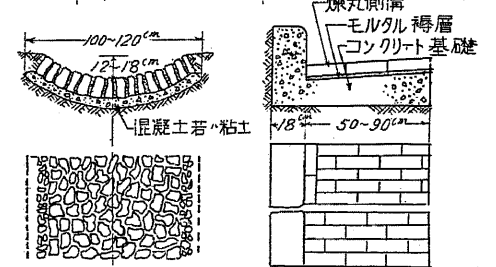 100~120cm
12~18cm
混凝土若ハ粘土
煉瓦側溝
モルタル褥層
コンクリート基礎
18cm
50~90cm